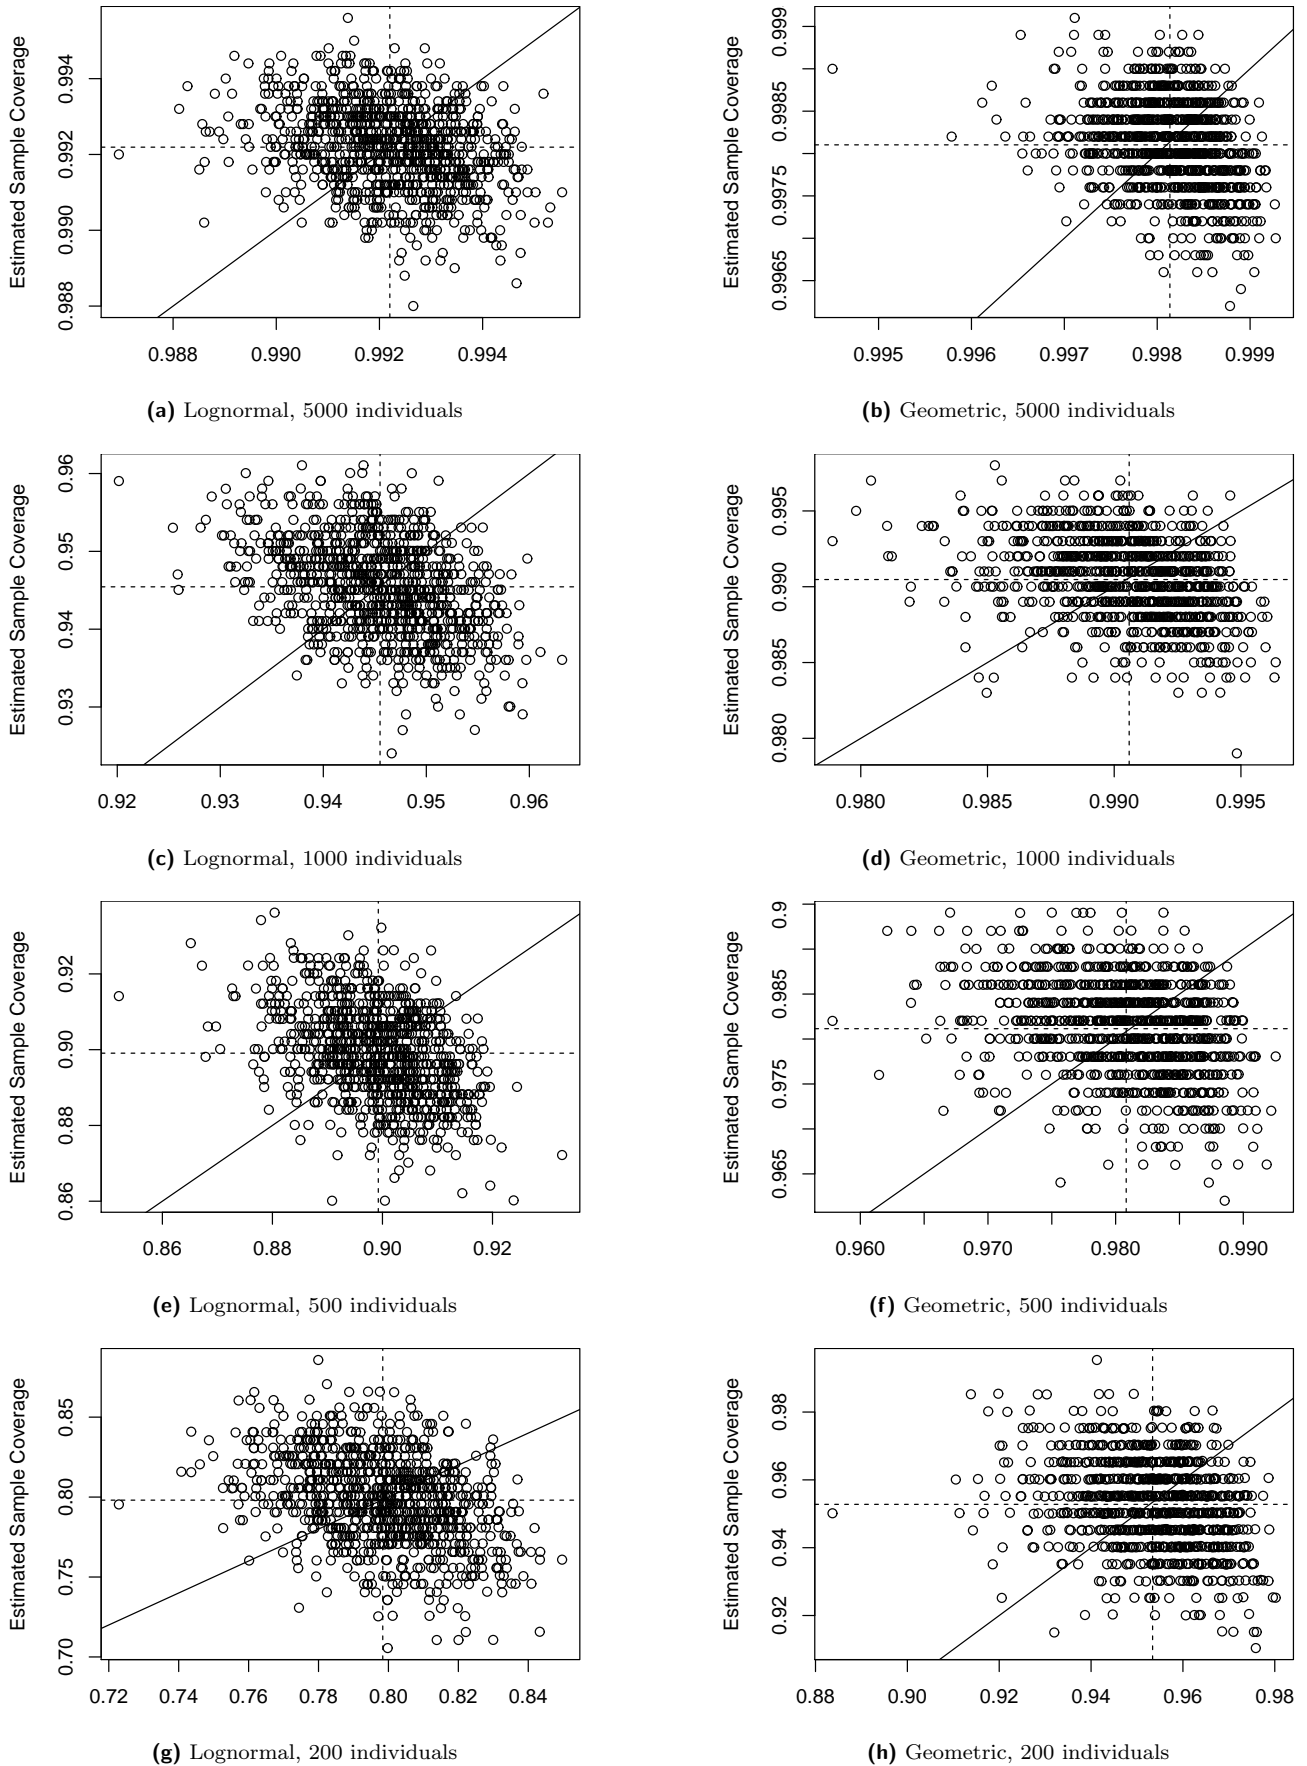 Estimated Sample Coverage
0.994
0.992
0.990
0.988
0.988 0.990 0.992 0.994
(a) Lognormal, 5000 individuals
Estimated Sample Coverage
0.999
0.9985
0.9975
0.9965
0.995 0.996 0.997 0.998 0.999
(b) Geometric, 5000 individuals
Estimated Sample Coverage
0.96
0.95
0.94
0.93
0.92 0.93 0.94 0.95 0.96
(c) Lognormal, 1000 individuals
Estimated Sample Coverage
0.995
0.990
0.985
0.980
0.980 0.985 0.990 0.995
(d) Geometric, 1000 individuals
Estimated Sample Coverage
0.92
0.90
0.88
0.86
0.86 0.88 0.90 0.92
(e) Lognormal, 500 individuals
Estimated Sample Coverage
0.9
0.985
0.975
0.965
0.960 0.970 0.980 0.990
(f) Geometric, 500 individuals
Estimated Sample Coverage
0.85
0.80
0.75
0.70
0.72 0.74 0.76 0.78 0.80 0.82 0.84
(g) Lognormal, 200 individuals
Estimated Sample Coverage
0.98
0.96
0.94
0.92
0.88 0.90 0.92 0.94 0.96 0.98
(h) Geometric, 200 individuals